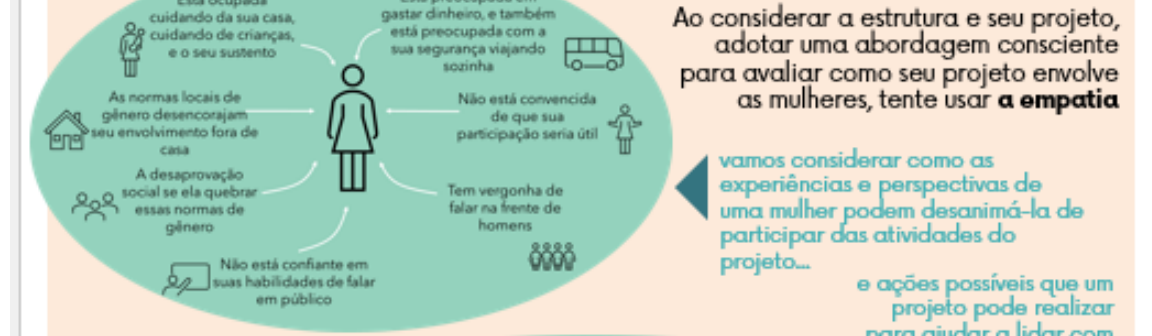 Está ocupada
cuidando da sua casa,
cuidando de crianças,
e o seu sustento
gastar dinheiro, e também
está preocupada com a
sua segurança viajando
sozinha
As normas locais de
gênero desencorajam
seu envolvimento fora de
casa
Não está convencida
de que sua
participação seria útil
A desaprovação
social se ela quebrar
essas normas de
gênero
Tem vergonha de
falar na frente de
homens
Não está confiante em
suas habilidades de falar
em público
Ao considerar a estrutura e seu projeto,
adotar uma abordagem consciente
para avaliar como seu projeto envolve
as mulheres, tente usar a empatia
vamos considerar como as
experiências e perspectivas de
uma mulher podem desanimá-la de
participar das atividades do
projeto...
e ações possíveis que um
projeto pode realizar
para ajudar a lidar com